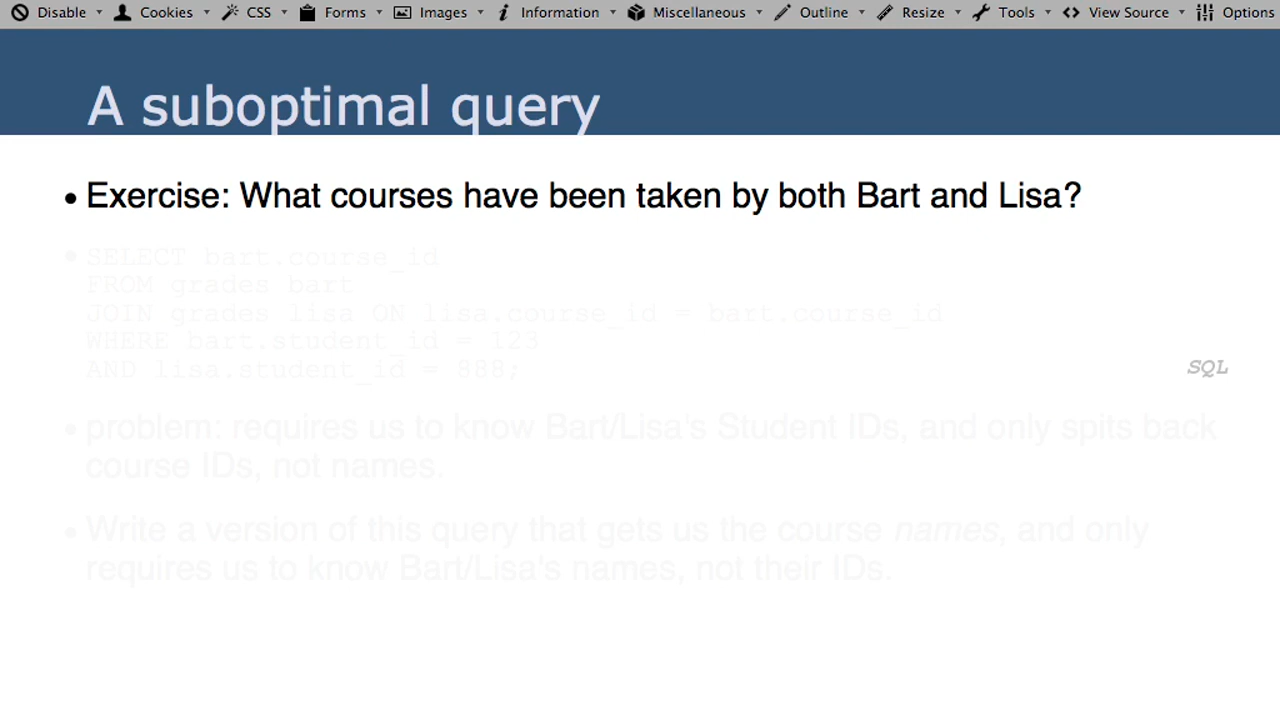 Disable Cookies CSS Forms Images Information Miscellaneous Outline Resize Tools View Source Options
A suboptimal query
• Exercise: What courses have been taken by both Bart and Lisa?
• SELECT bart.course_id
FROM grades bart
JOIN grades lisa ON lisa.course_id = bart.course_id
WHERE bart.student_id = 123
AND lisa.student_id = 888;
SQL
• problem: requires us to know Bart/Lisa's Student IDs, and only spits back
course IDs, not names.
• Write a version of this query that gets us the course names, and only
requires us to know Bart/Lisa's names, not their IDs.